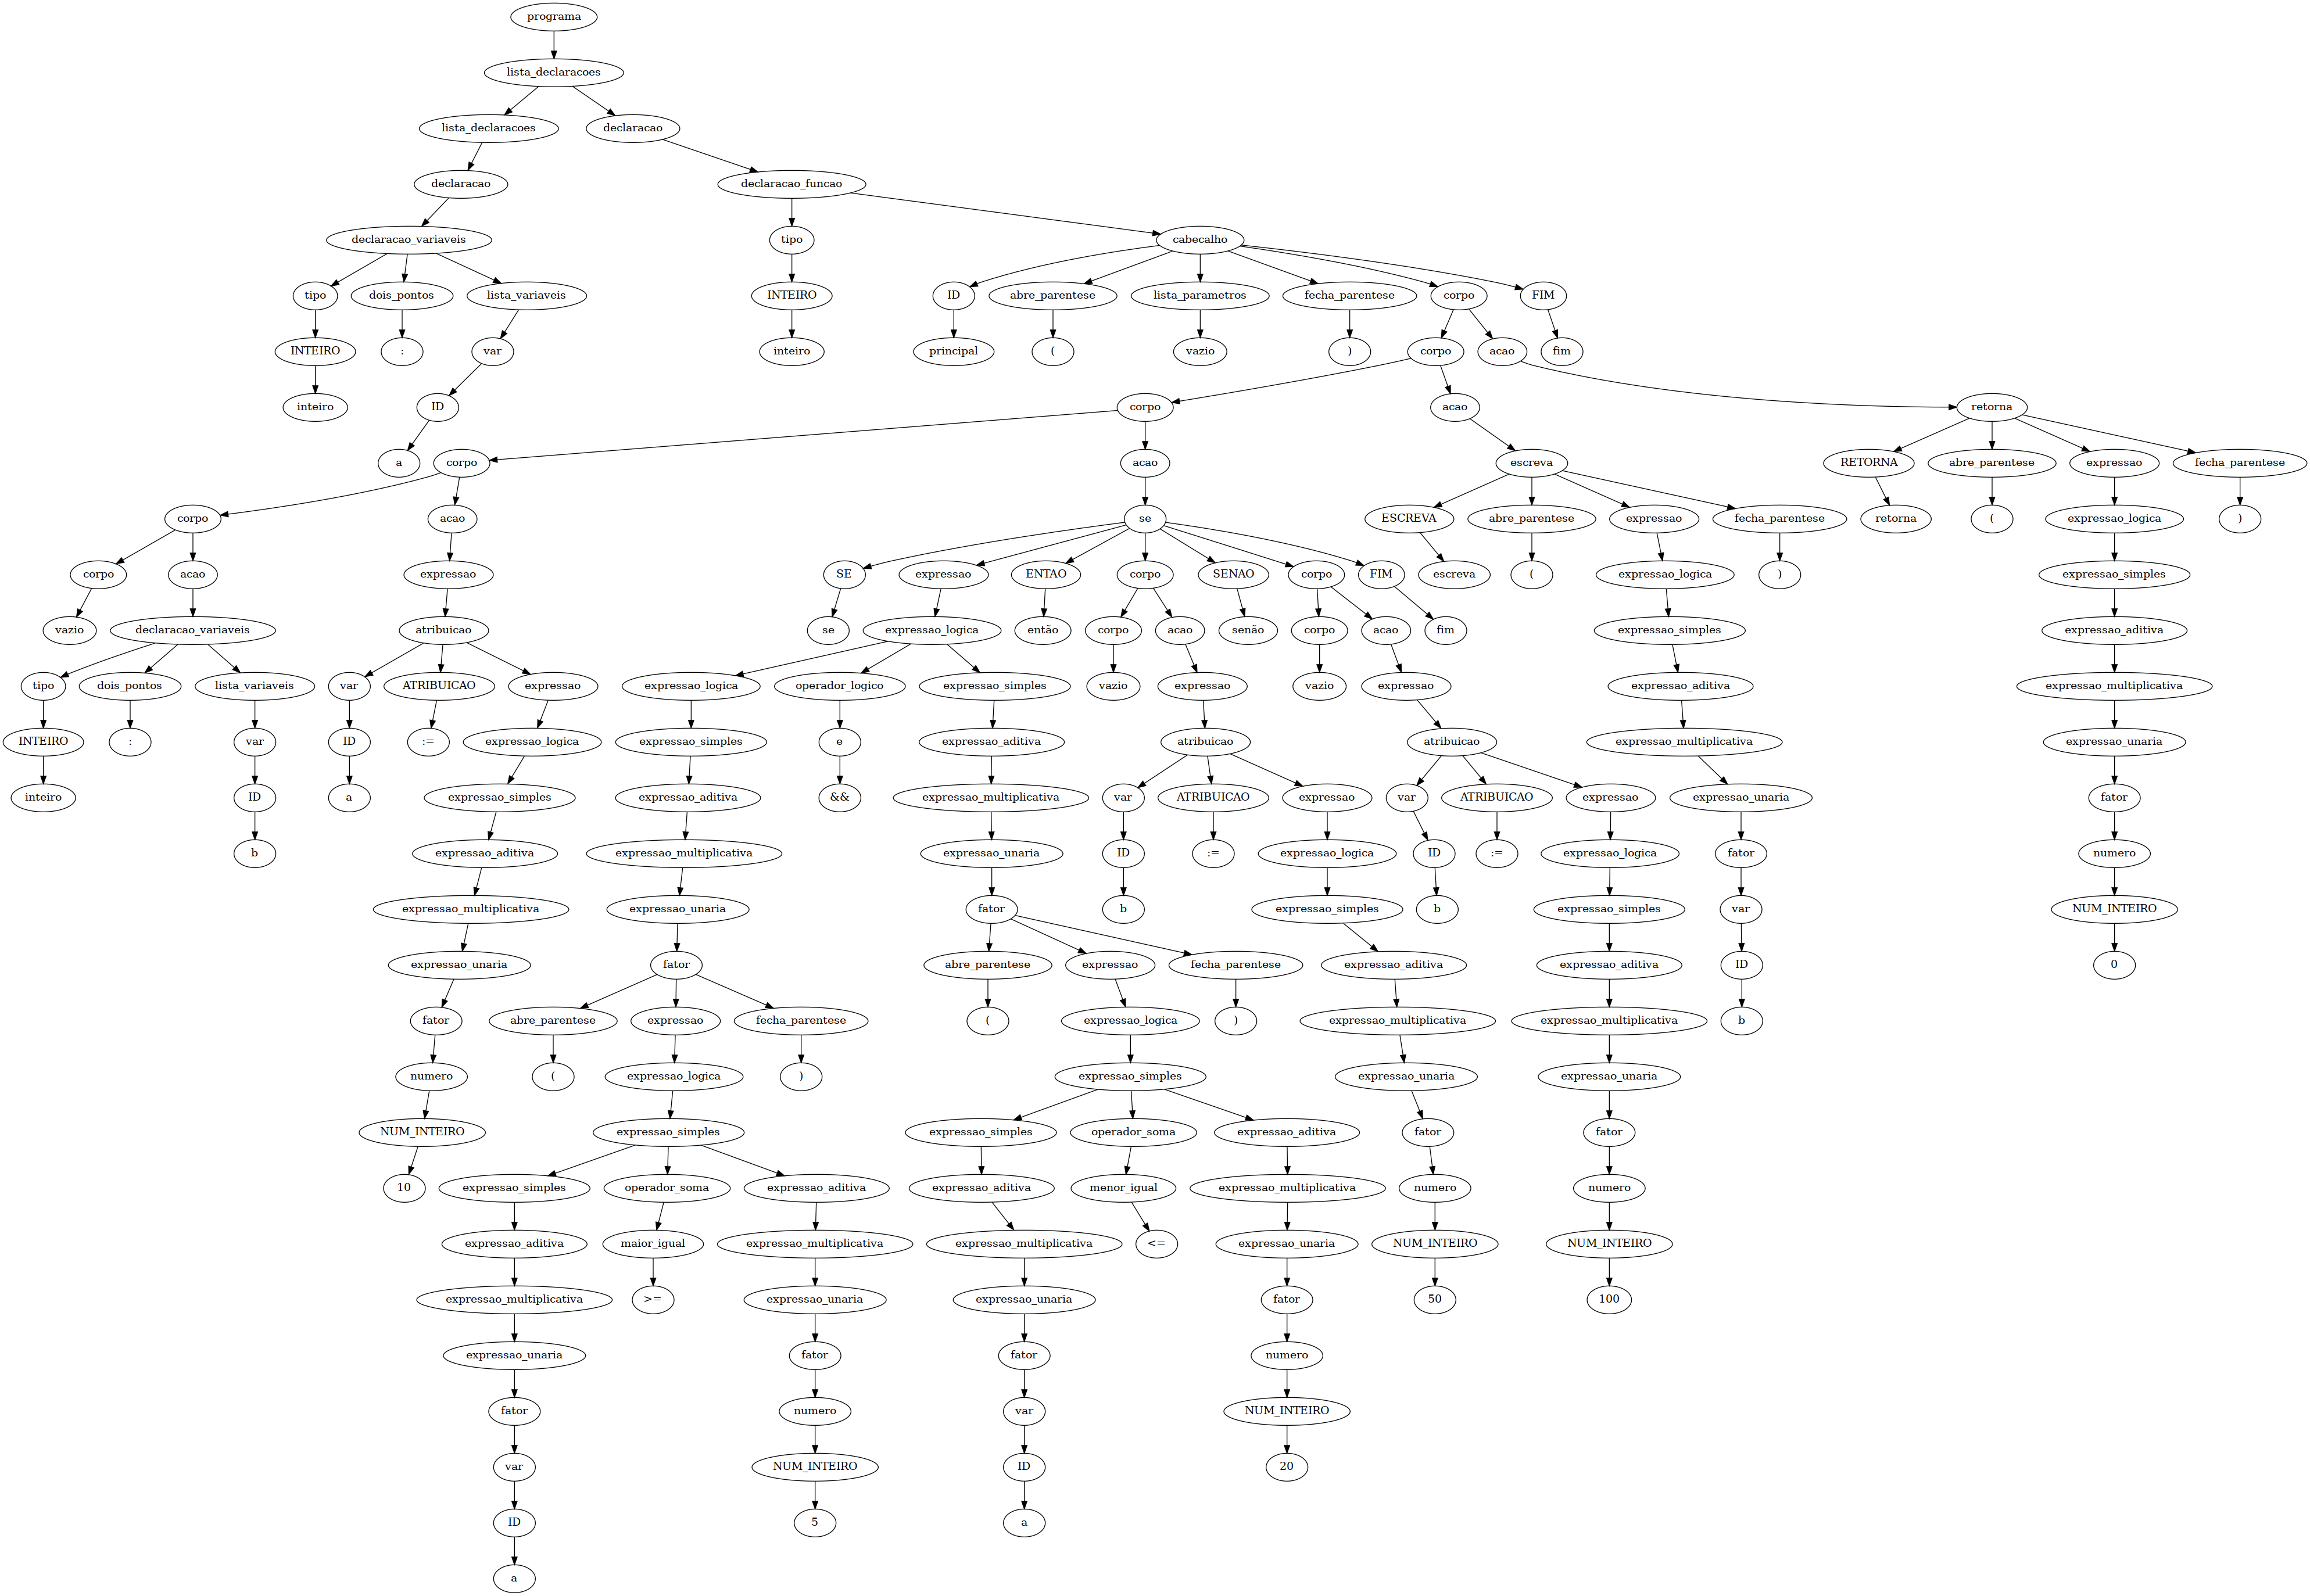 programa
lista_declaracoes
lista_declaracoes declaracao
declaracao declaracao_funcao
declaracao_variaveis tipo cabecalho
tipo dois_pontos lista_variaveis INTEIRO ID abre_parentese lista_parametros fecha_parentese corpo FIM
INTEIRO : var inteiro principal ( vazio ) corpo acao fim
inteiro ID corpo acao retorna
a corpo acao escreva RETORNA abre_parentese expressao fecha_parentese
corpo acao se ESCREVA abre_parentese expressao fecha_parentese retorna ( expressao_logica )
corpo acao expressao SE expressao ENTAO corpo SENAO corpo FIM escreva ( expressao_logica ) expressao_simples
vazio declaracao_variaveis atribuicao se expressao_logica então corpo acao senão corpo acao fim expressao_simples expressao_aditiva
tipo dois_pontos lista_variaveis var ATRIBUICAO expressao expressao_logica operador_logico expressao_simples vazio expressao vazio expressao expressao_aditiva expressao_multiplicativa
INTEIRO : var ID := expressao_logica expressao_simples e expressao_aditiva atribuicao atribuicao expressao_multiplicativa expressao_unaria
inteiro ID a expressao_simples expressao_aditiva && expressao_multiplicativa var ATRIBUICAO expressao var ATRIBUICAO expressao expressao_unaria fator
b expressao_aditiva expressao_multiplicativa expressao_unaria ID := expressao_logica ID := expressao_logica fator numero
expressao_multiplicativa expressao_unaria fator b expressao_simples b expressao_simples var NUM_INTEIRO
expressao_unaria fator abre_parentese expressao fecha_parentese expressao_aditiva expressao_aditiva ID 0
fator abre_parentese expressao fecha_parentese ( expressao_logica ) expressao_multiplicativa expressao_multiplicativa b
numero ( expressao_logica ) expressao_simples expressao_unaria expressao_unaria
NUM_INTEIRO expressao_simples expressao_simples operador_soma expressao_aditiva fator fator
10 expressao_simples operador_soma expressao_aditiva expressao_aditiva menor_igual expressao_multiplicativa numero numero
expressao_aditiva maior_igual expressao_multiplicativa expressao_multiplicativa <= expressao_unaria NUM_INTEIRO NUM_INTEIRO
expressao_multiplicativa >= expressao_unaria expressao_unaria fator 50 100
expressao_unaria fator fator numero
fator numero var NUM_INTEIRO
var NUM_INTEIRO ID 20
ID 5 a
a